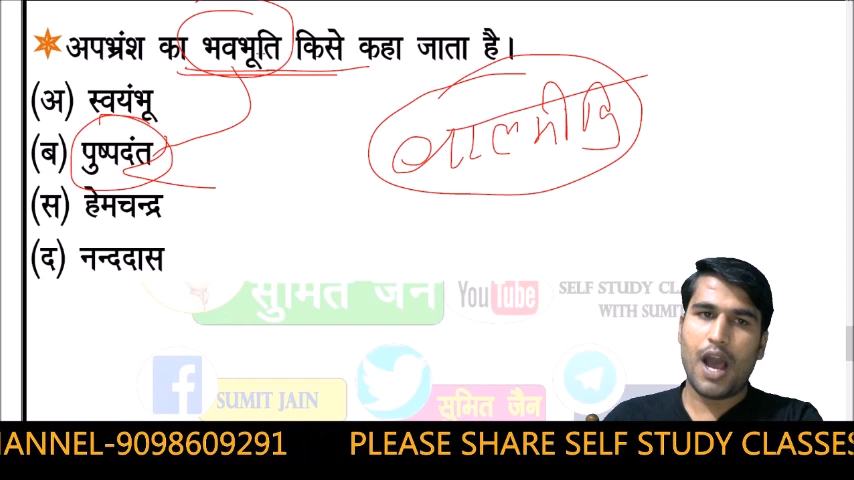 अपभ्रंश का भवभूति किसे कहा जाता है।
(अ) स्वयंभू
(ब) पुष्पदंत
वाल्मीकि
(स) हेमचन्द्र
(द) नन्ददास
सुमित जैन
YouTube
SELF STUDY CL
WITH SUMI
SUMIT JAIN
सुमित जैन
HANNEL-9098609291 PLEASE SHARE SELF STUDY CLASSES